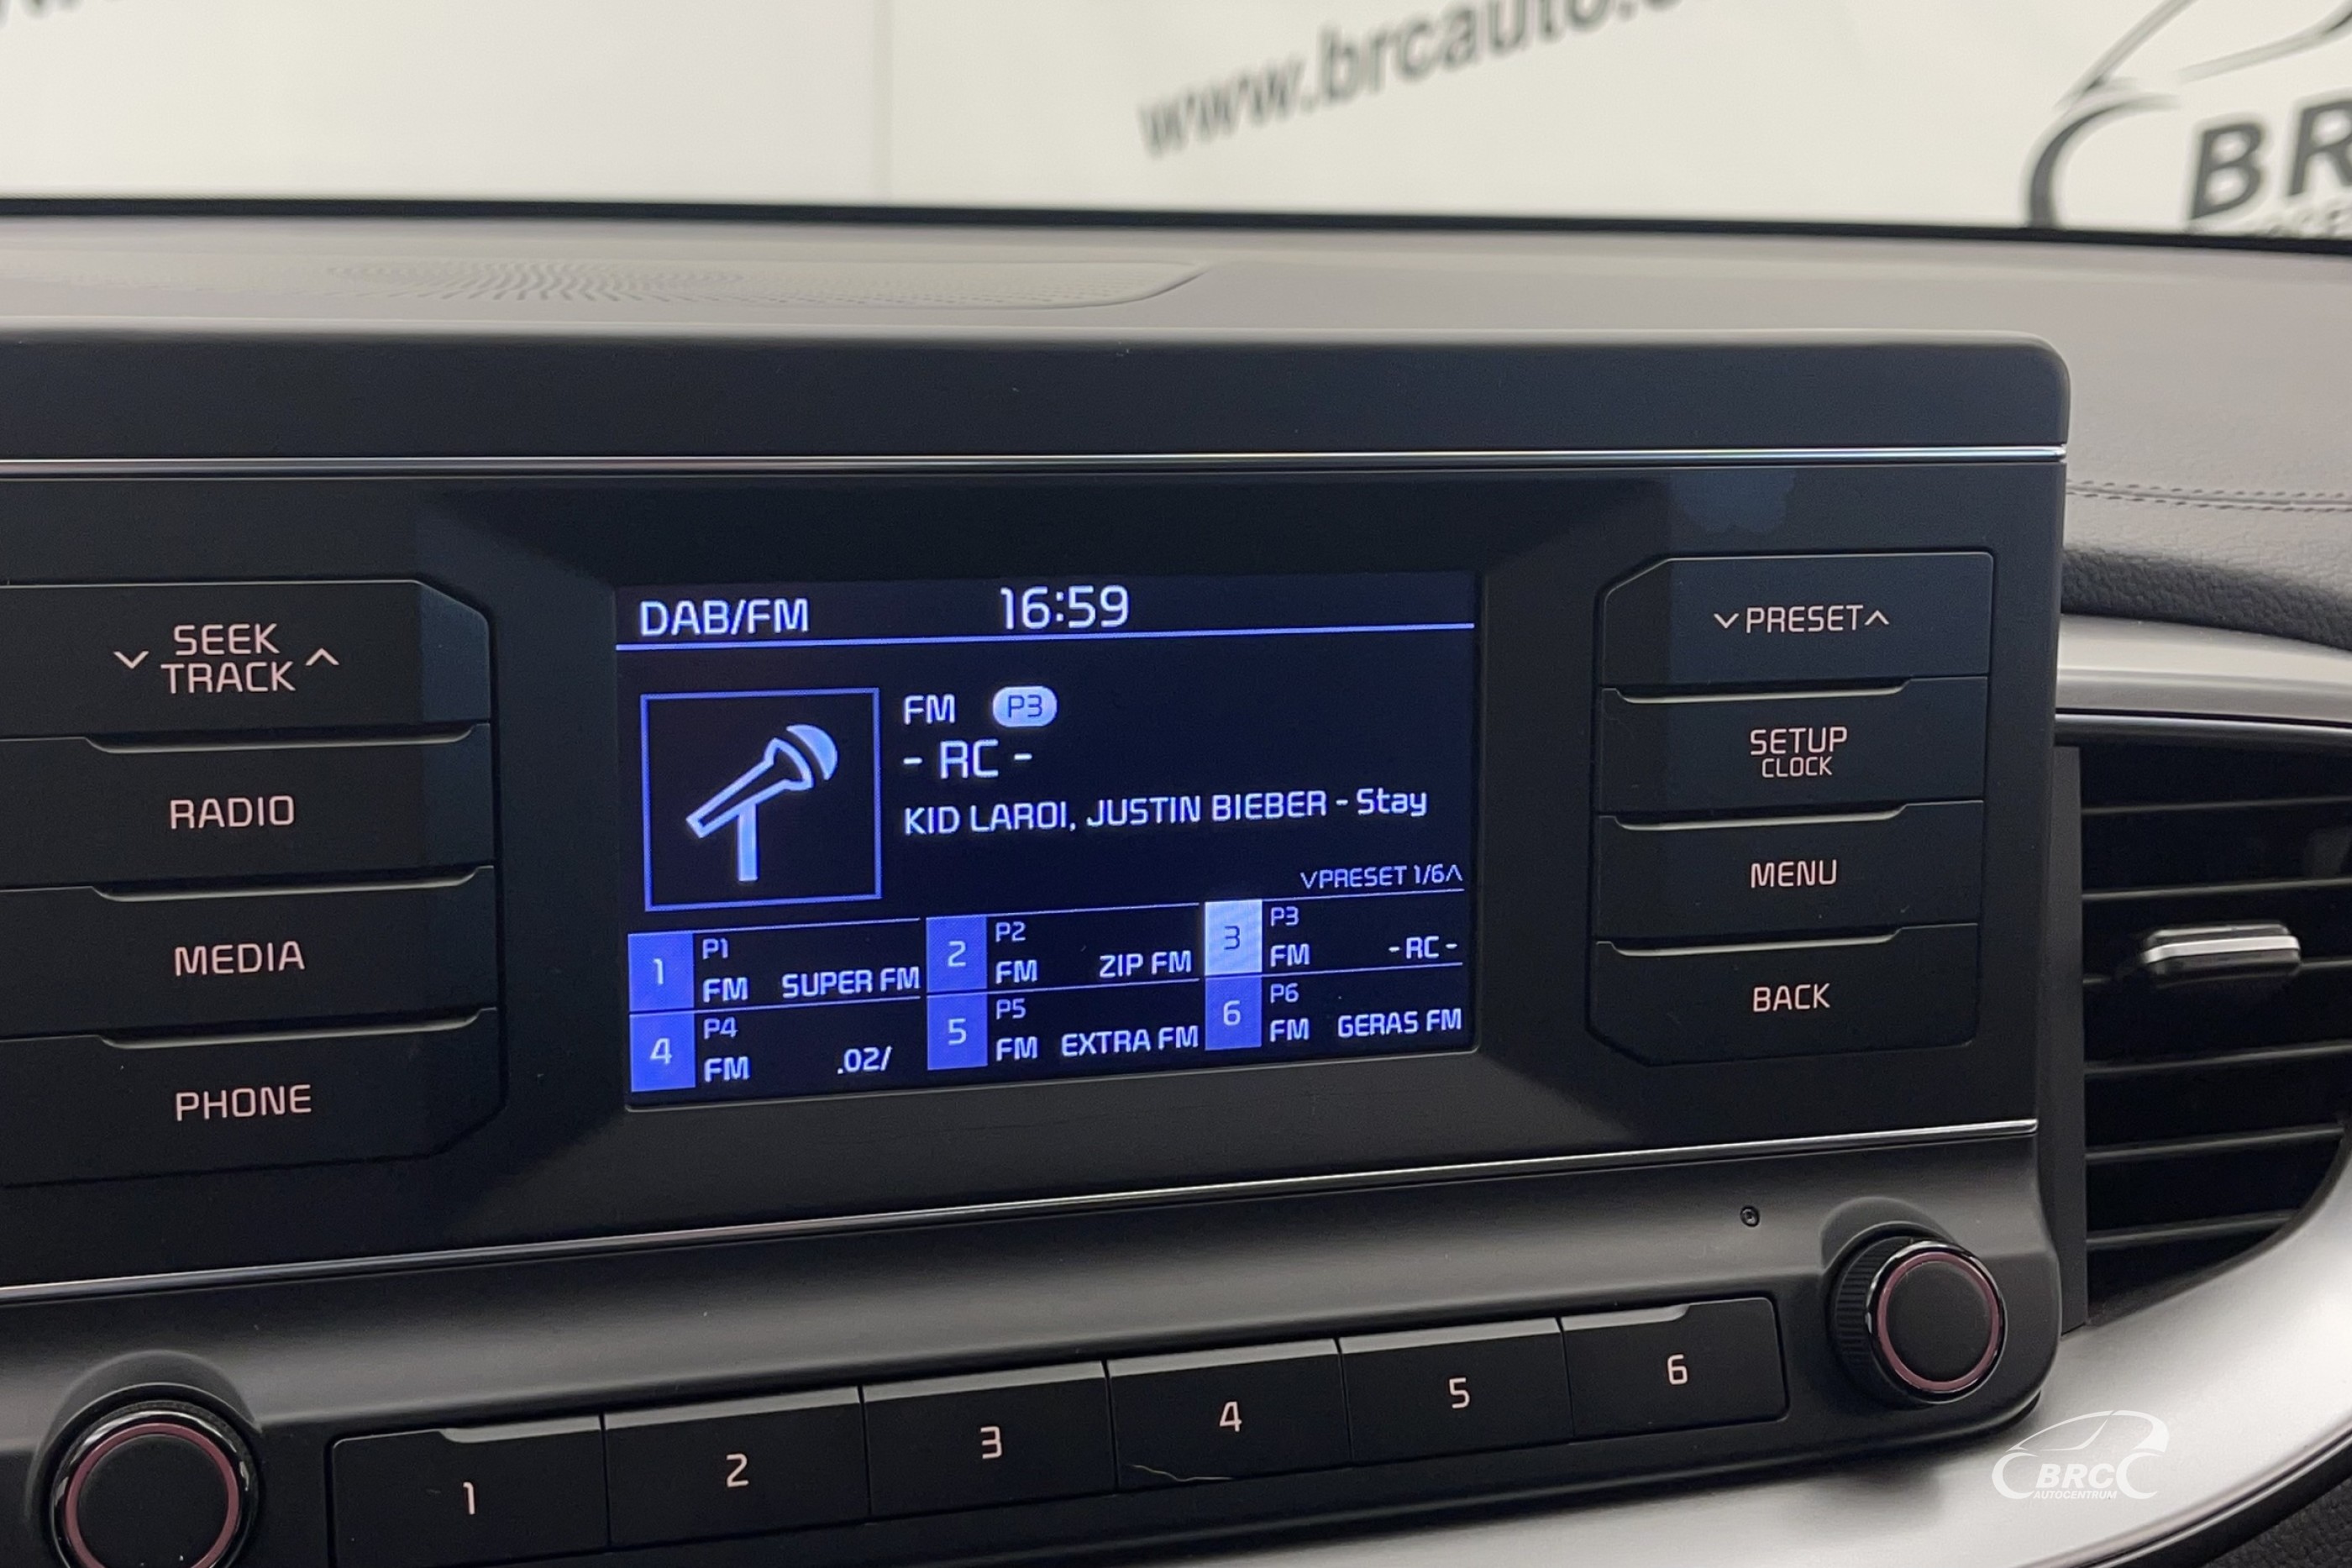 www.brcauto.
BR
SEEK
TRACK
RADIO
MEDIA
PHONE
DAB/FM 16:59
FM P3
- RC -
KID LAROI, JUSTIN BIEBER - Stay
PRESET 1/6
1 P1 FM SUPER FM
2 P2 FM ZIP FM
3 P3 FM - RC -
4 P4 FM .02/
5 P5 FM EXTRA FM
6 P6 FM GERAS FM
PRESET
SETUP
CLOCK
MENU
BACK
1 2 3 4 5 6
BRC
AUTOCENTRUM